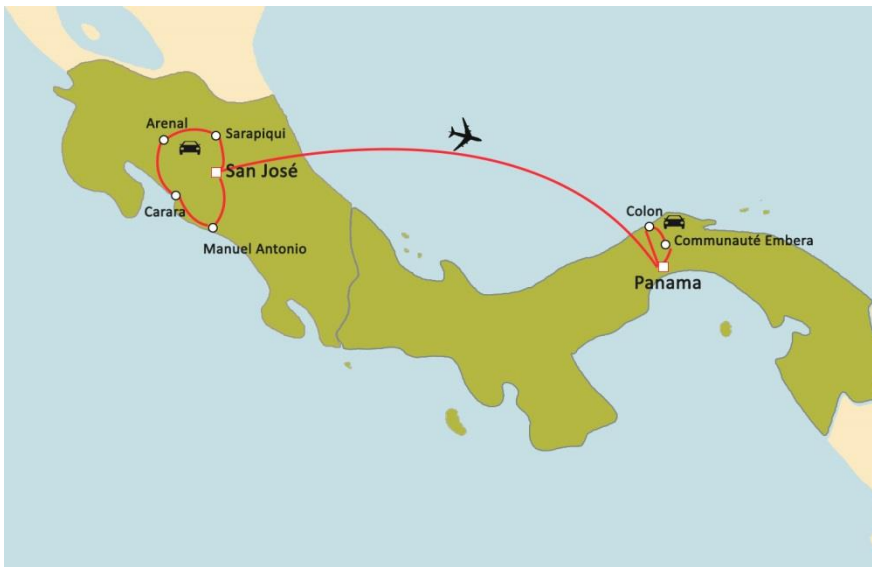 Arenal
Sarapiqui
San José
Carara
Manuel Antonio
Colon
Communauté Embera
Panama